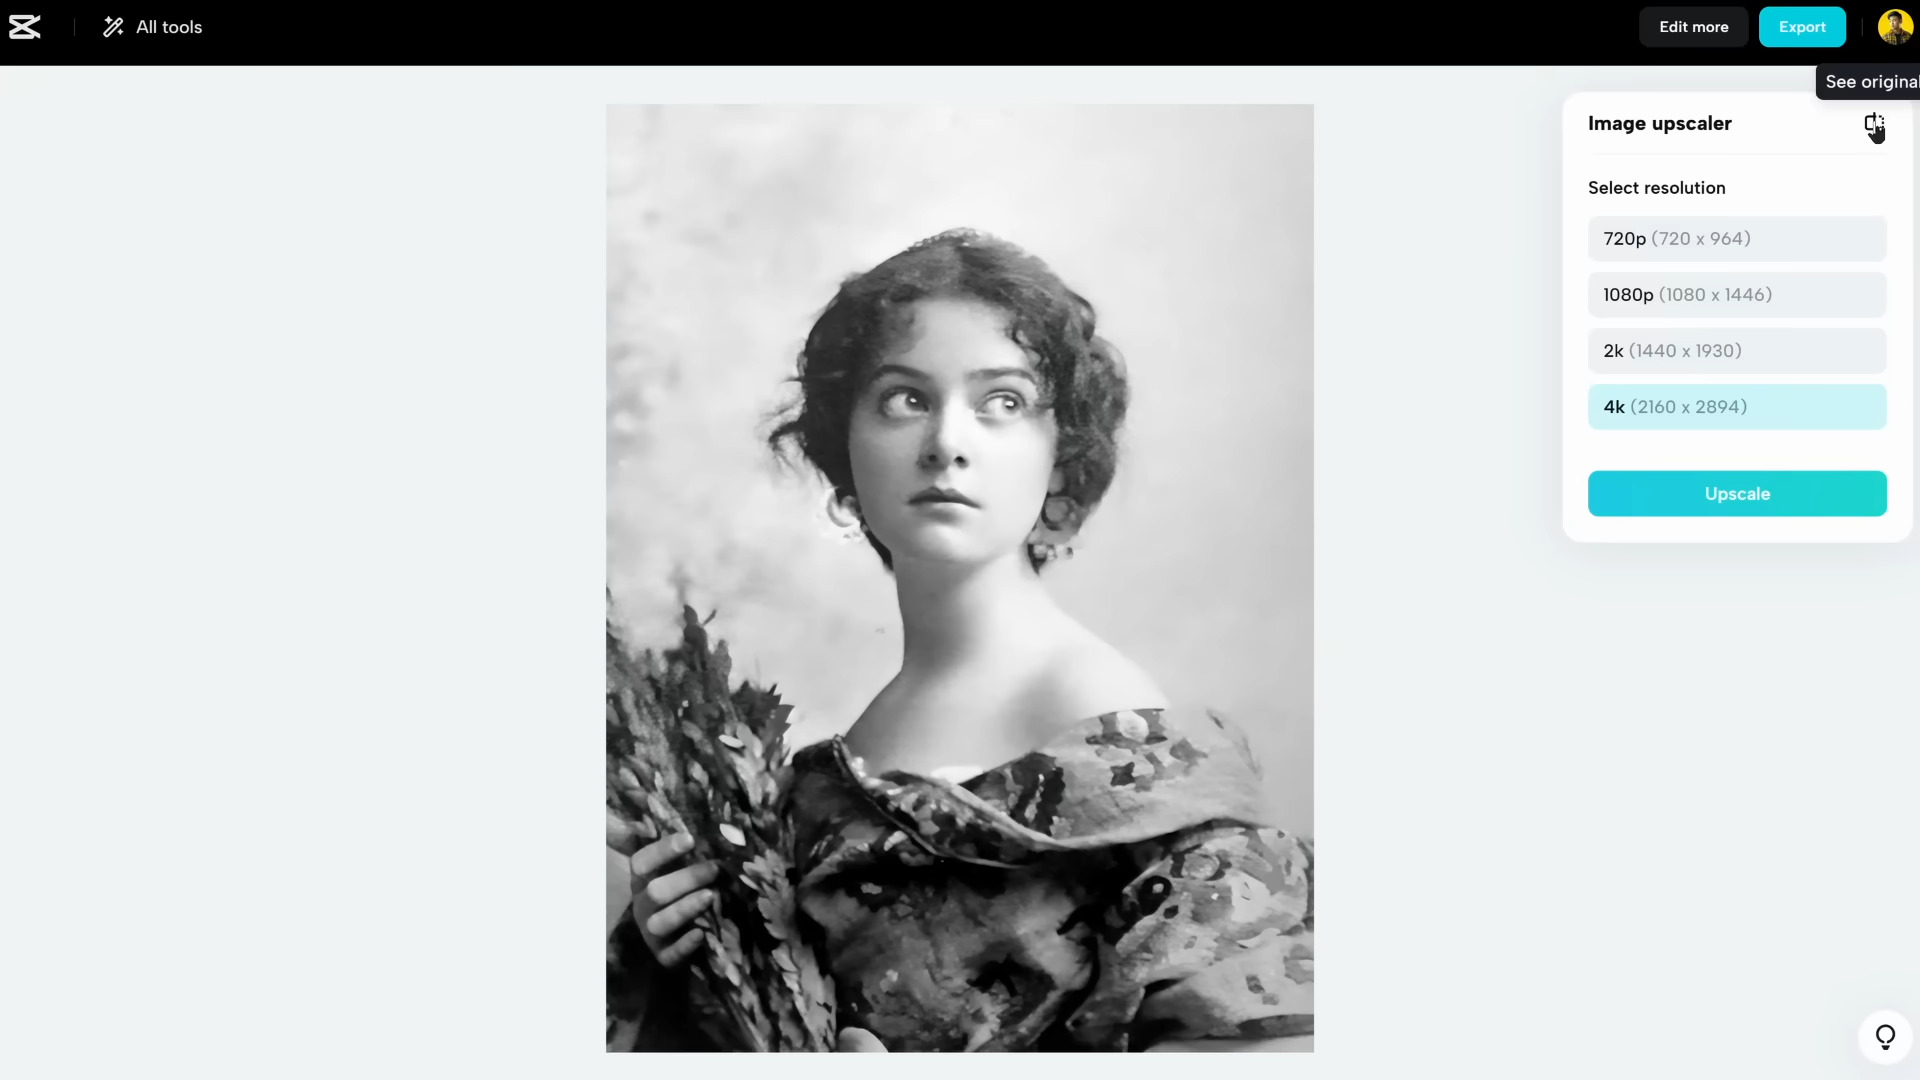 All tools
Edit more
Export
See original
Image upscaler
Select resolution
720p (720 x 964)
1080p (1080 x 1446)
2k (1440 x 1930)
4k (2160 x 2894)
Upscale